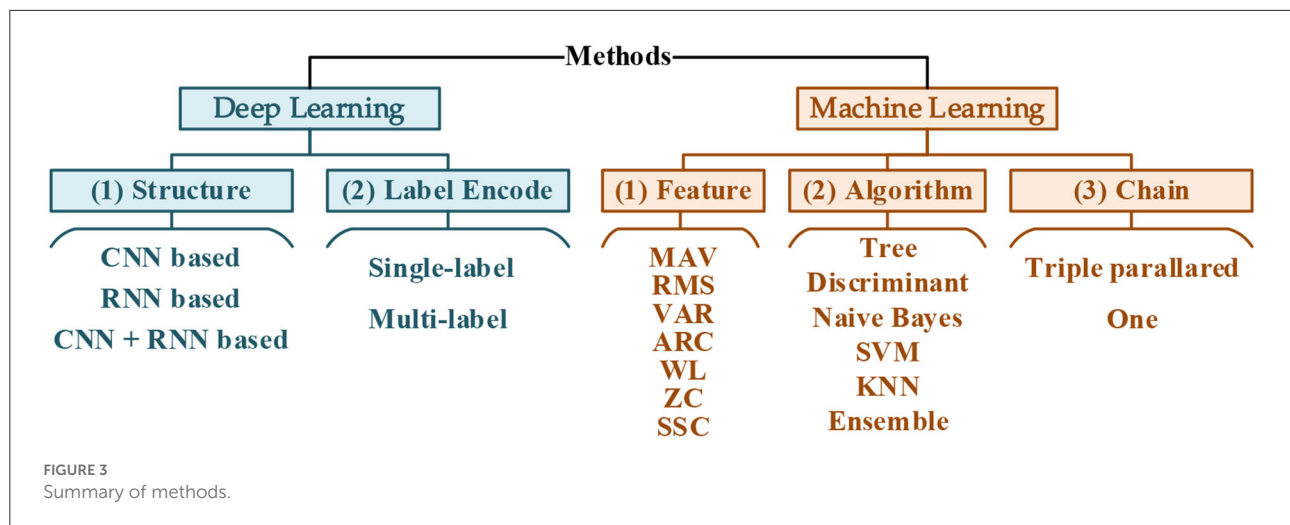 Methods
Deep Learning
Machine Learning
(1) Structure
(2) Label Encode
(1) Feature
(2) Algorithm
(3) Chain
CNN based
RNN based
CNN + RNN based
Single-label
Multi-label
MAV
RMS
VAR
ARC
WL
ZC
SSC
Tree
Discriminant
Naive Bayes
SVM
KNN
Ensemble
Triple parallared
One
FIGURE 3
Summary of methods.